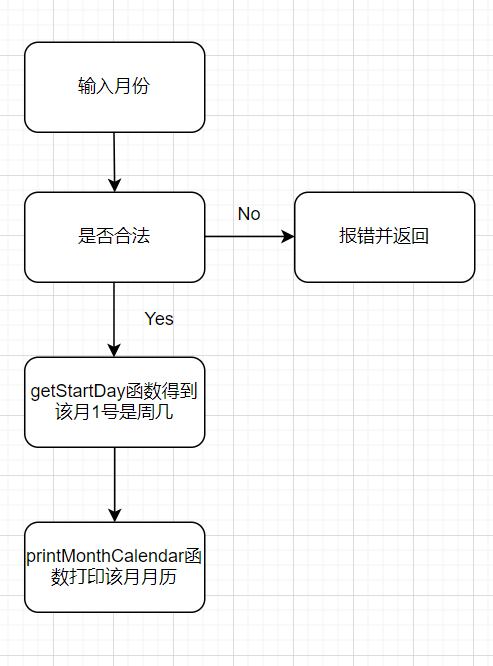 输入月份
是否合法
No
报错并返回
Yes
getStartDay函数得到
该月1号是周几
printMonthCalendar函
数打印该月月历